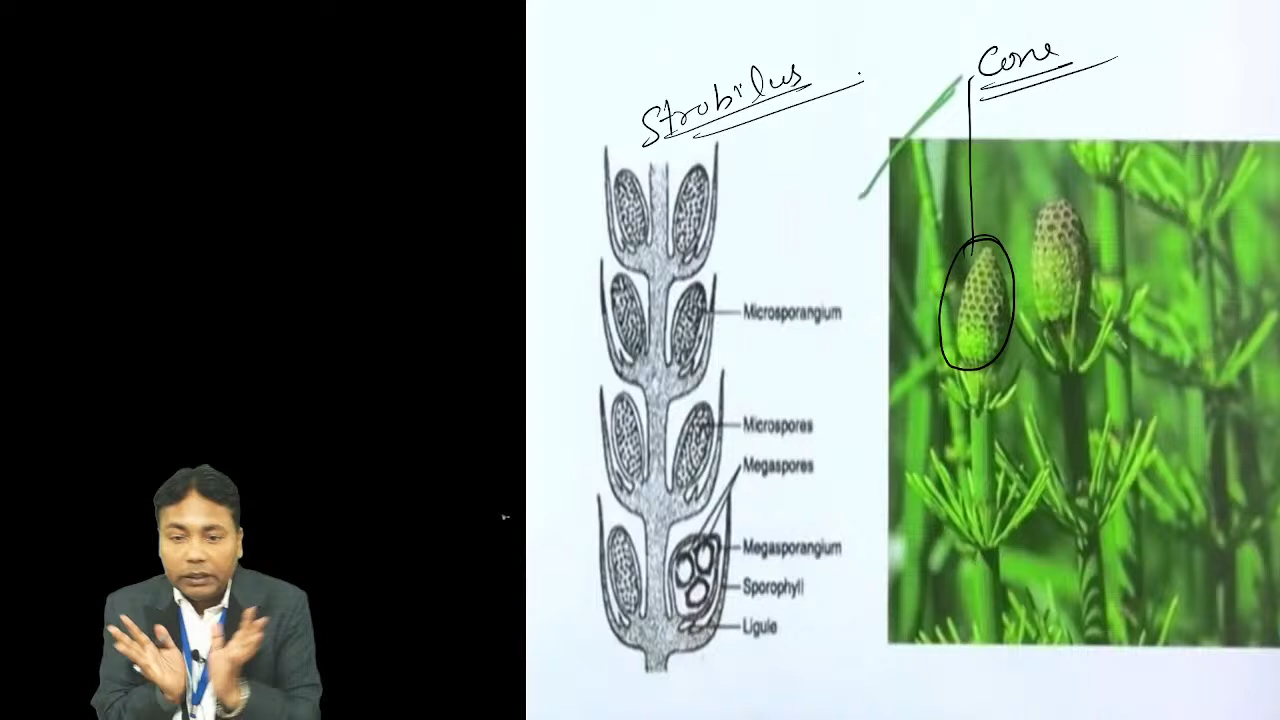 Strobilus
Cone
Microsporangium
Microspores
Megaspores
Megasporangium
Sporophyll
Ligule